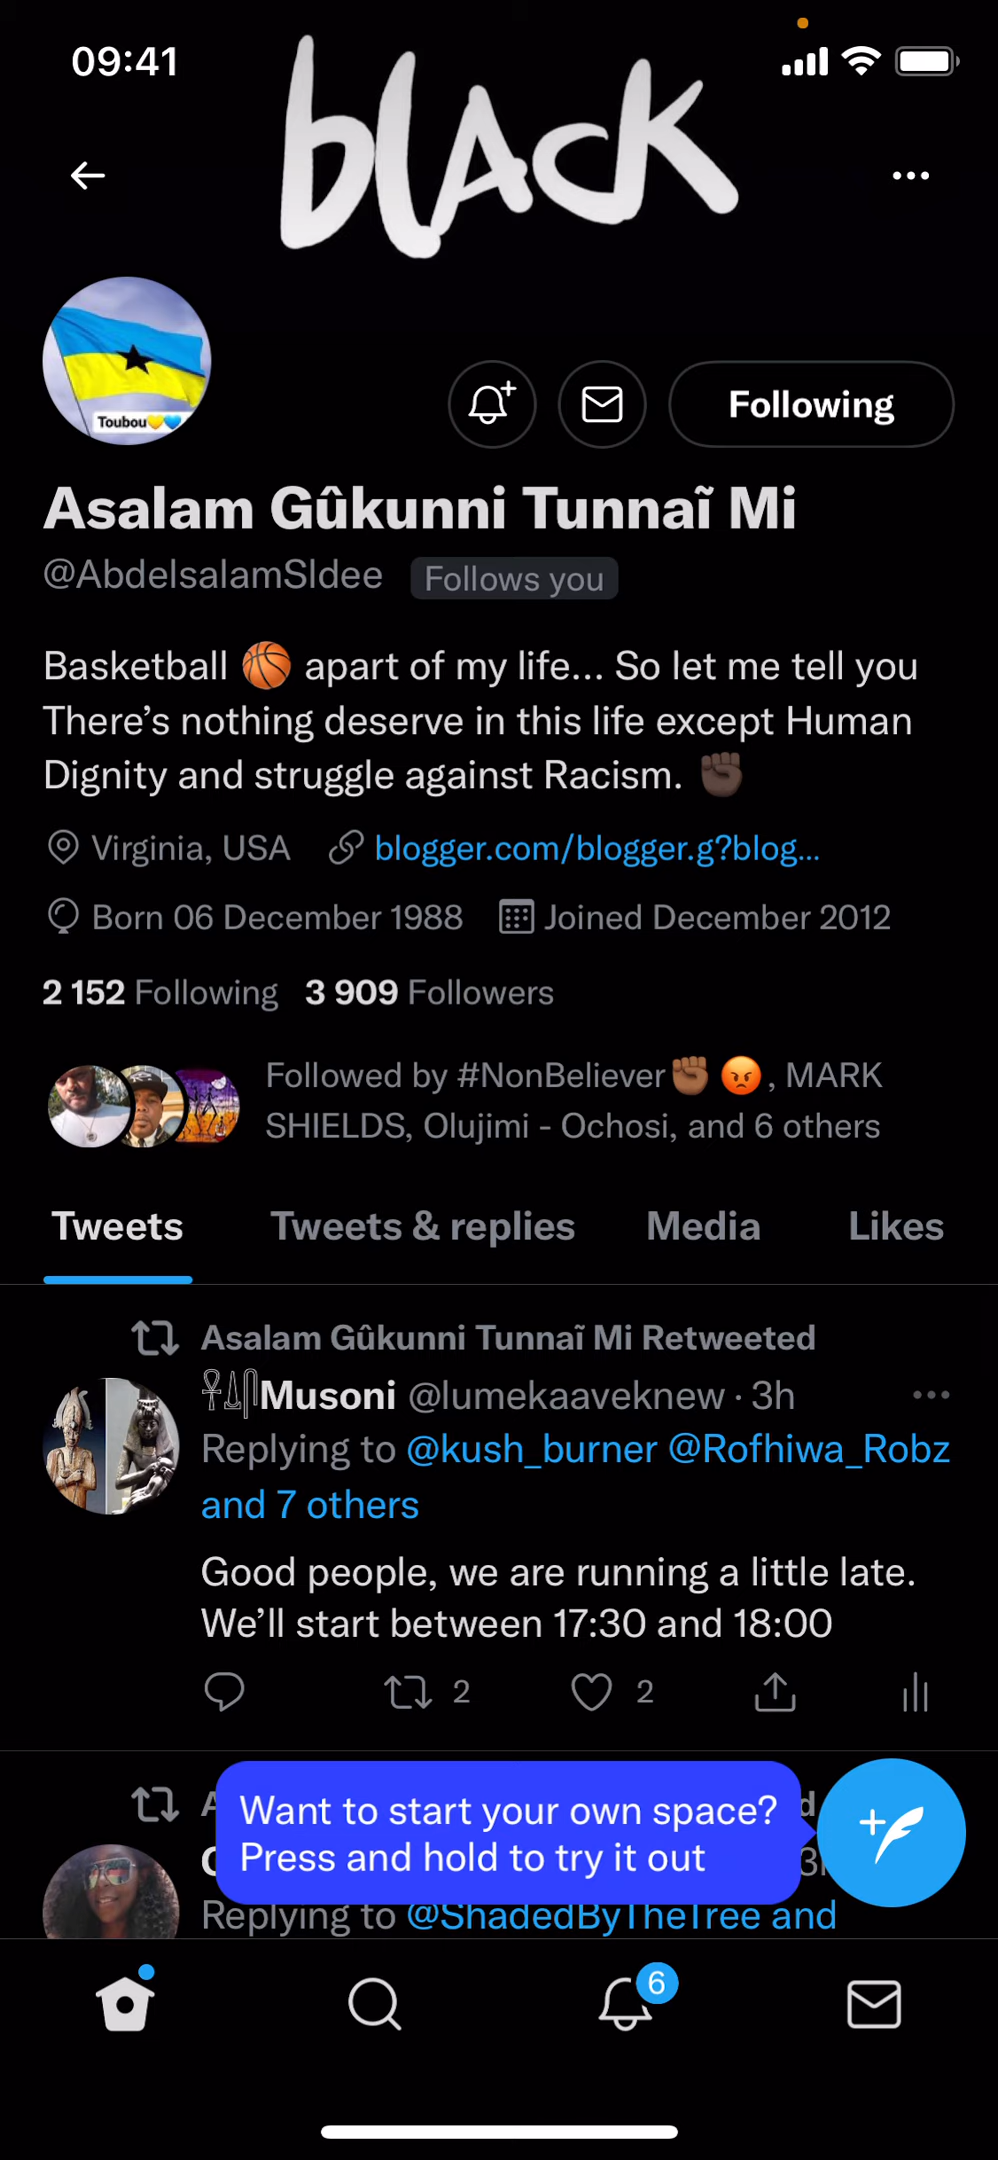 09:41
black
Toubou💛💙
Following
Asalam Gûkunni Tunnaĩ Mi
@AbdelsalamSIdee Follows you
Basketball 🏀 apart of my life... So let me tell you
There's nothing deserve in this life except Human
Dignity and struggle against Racism. ✊🏿
Virginia, USA blogger.com/blogger.g?blog...
Born 06 December 1988 Joined December 2012
2 152 Following 3 909 Followers
Followed by #NonBeliever✊🏾 😡, MARK
SHIELDS, Olujimi - Ochosi, and 6 others
Tweets Tweets & replies Media Likes
Asalam Gûkunni Tunnaĩ Mi Retweeted
Musoni @lumekaaveknew · 3h
Replying to @kush_burner @Rofhiwa_Robz
and 7 others
Good people, we are running a little late.
We'll start between 17:30 and 18:00
2 2
Want to start your own space?
Press and hold to try it out
Replying to @ShadedByTheTree and
6